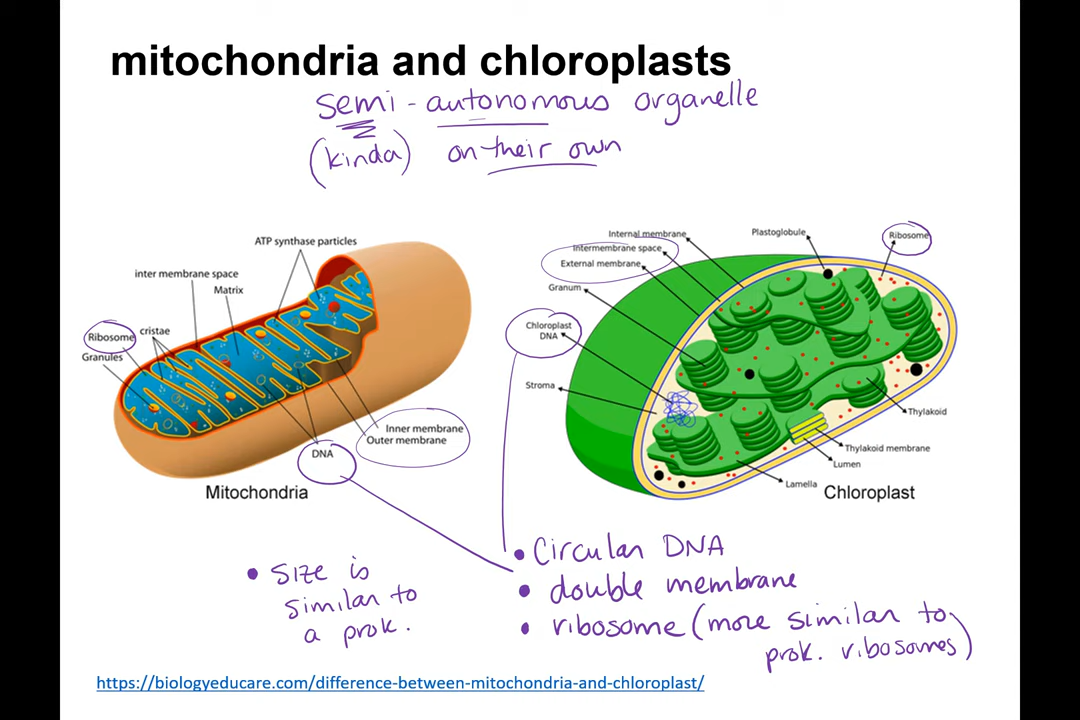 mitochondria and chloroplasts
semi-autonomous organelle
(kinda) on their own
ATP synthase particles
inter membrane space
Matrix
Ribosome
cristae
Granules
Inner membrane
Outer membrane
DNA
Mitochondria
Internal membrane
Intermembrane space
External membrane
Granum
Chloroplast
DNA
Stroma
Plastoglobule
Ribosome
Thylakoid
Thylakoid membrane
Lumen
Lamella
Chloroplast
• size is
similar to
a prok.
• Circular DNA
• double membrane
• ribosome (more similar to
prok. ribosomes)
https://biologyeducare.com/difference-between-mitochondria-and-chloroplast/